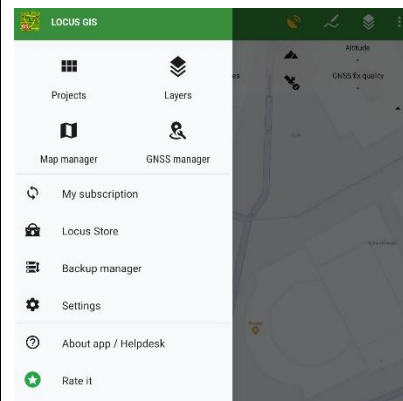 LOCUS GIS
Projects
Layers
Map manager
GNSS manager
My subscription
Locus Store
Backup manager
Settings
About app / Helpdesk
Rate it
Altitude
-
GNSS fix quality
-